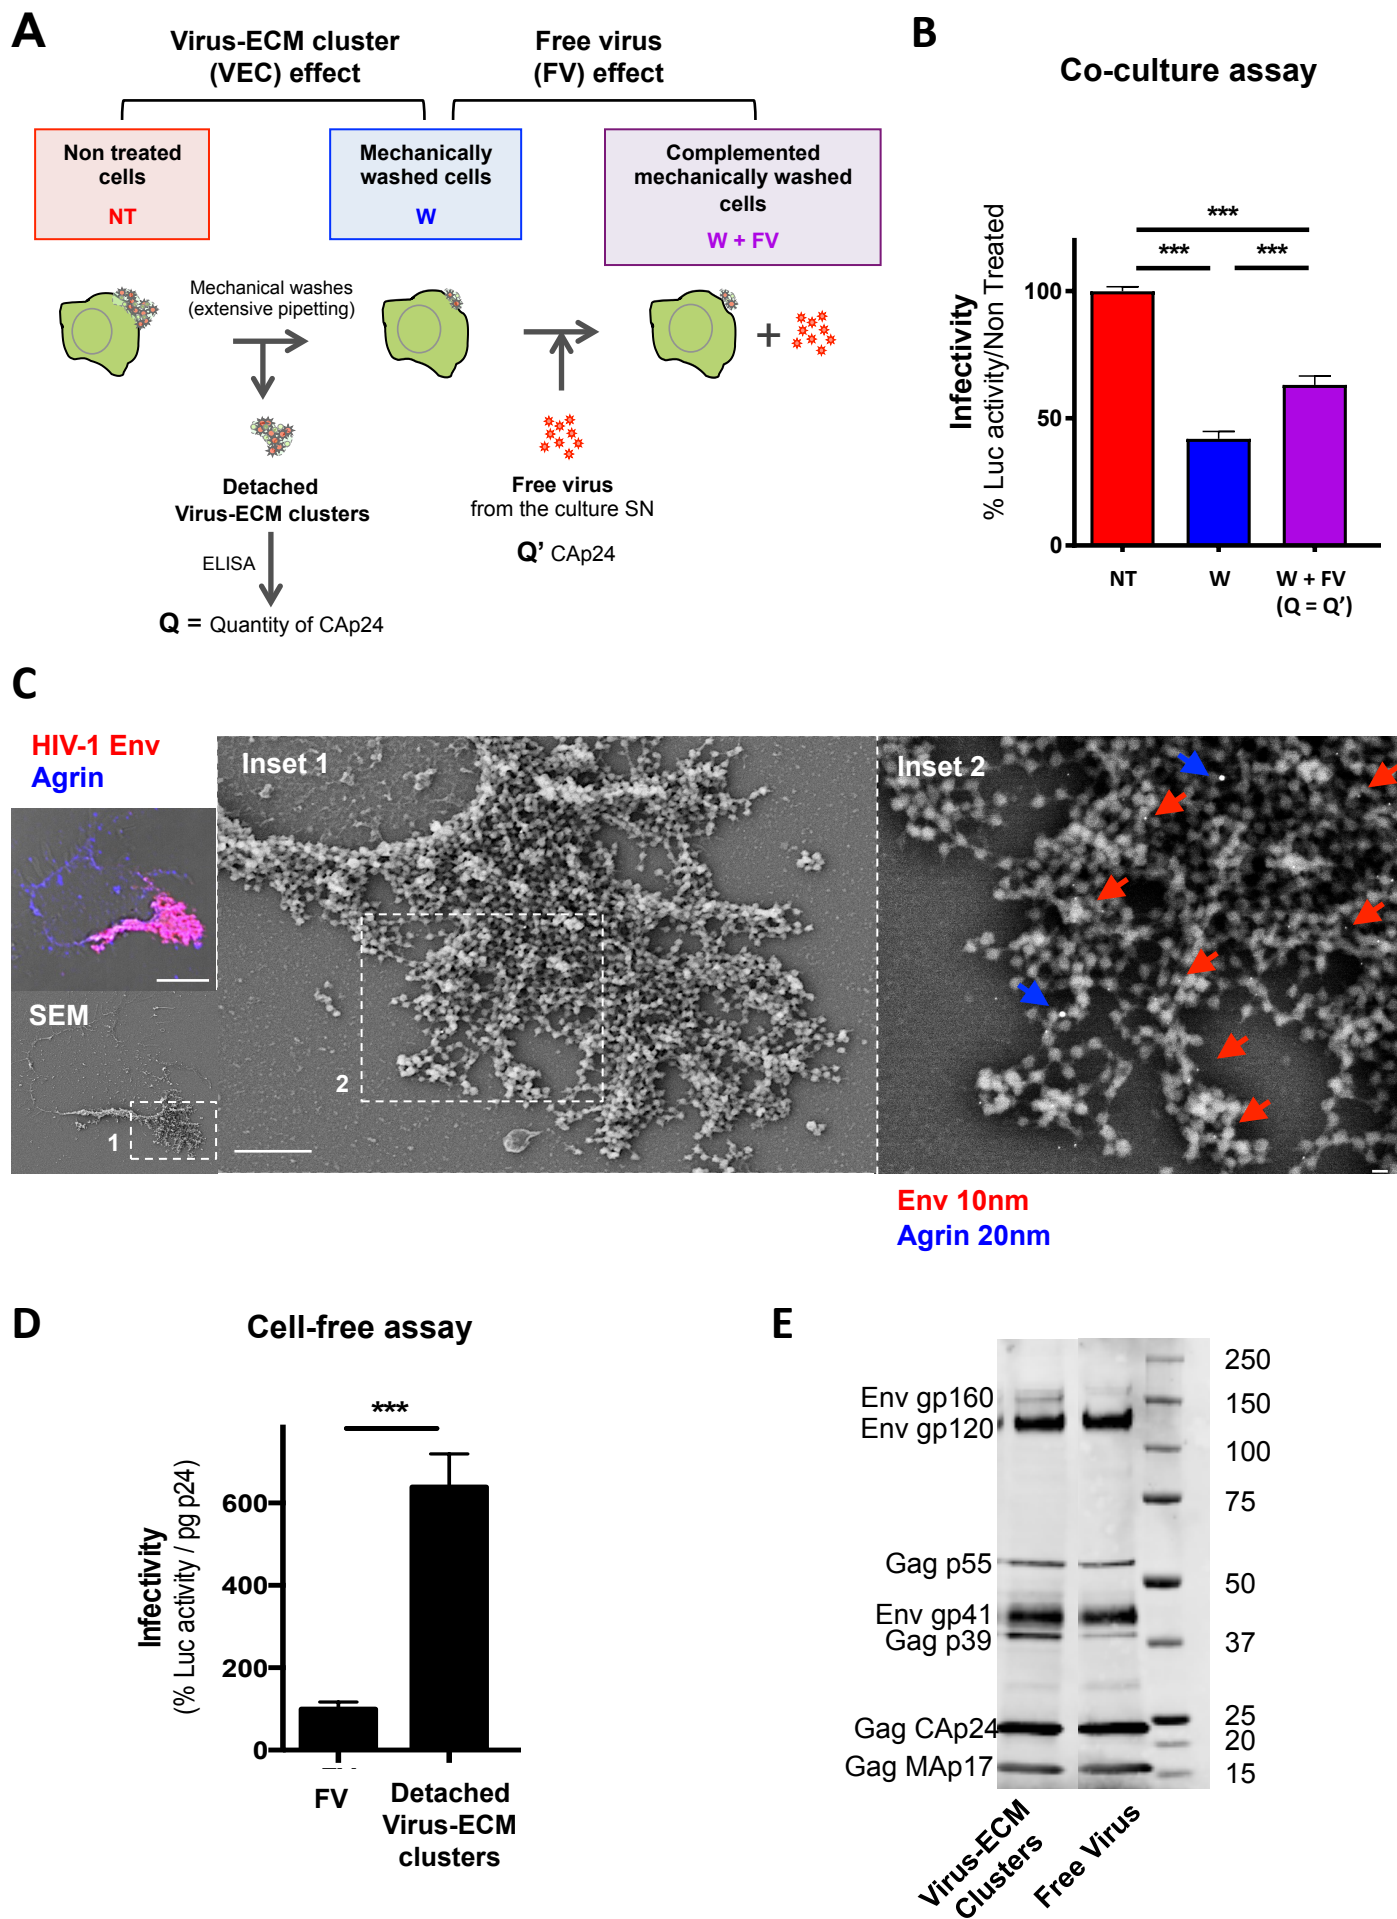 A
Virus-ECM cluster
(VEC) effect
Free virus
(FV) effect
Non treated
cells
NT
Mechanically
washed cells
W
Complemented
mechanically washed
cells
W + FV
Mechanical washes
(extensive pipetting)
+
Detached
Virus-ECM clusters
ELISA
Q = Quantity of CAp24
Free virus
from the culture SN
Q' CAp24
B
Co-culture assay
Infectivity
% Luc activity/Non Treated
***
***
***
100
50
0
NT
W
W + FV
(Q = Q')
C
HIV-1 Env
Agrin
SEM
1
Inset 1
2
Inset 2
Env 10nm
Agrin 20nm
D
Cell-free assay
Infectivity
(% Luc activity / pg p24)
***
600
400
200
0
FV
Detached
Virus-ECM
clusters
E
Env gp160
Env gp120
Gag p55
Env gp41
Gag p39
Gag CAp24
Gag MAp17
250
150
100
75
50
37
25
20
15
Virus-ECM
Clusters
Free Virus